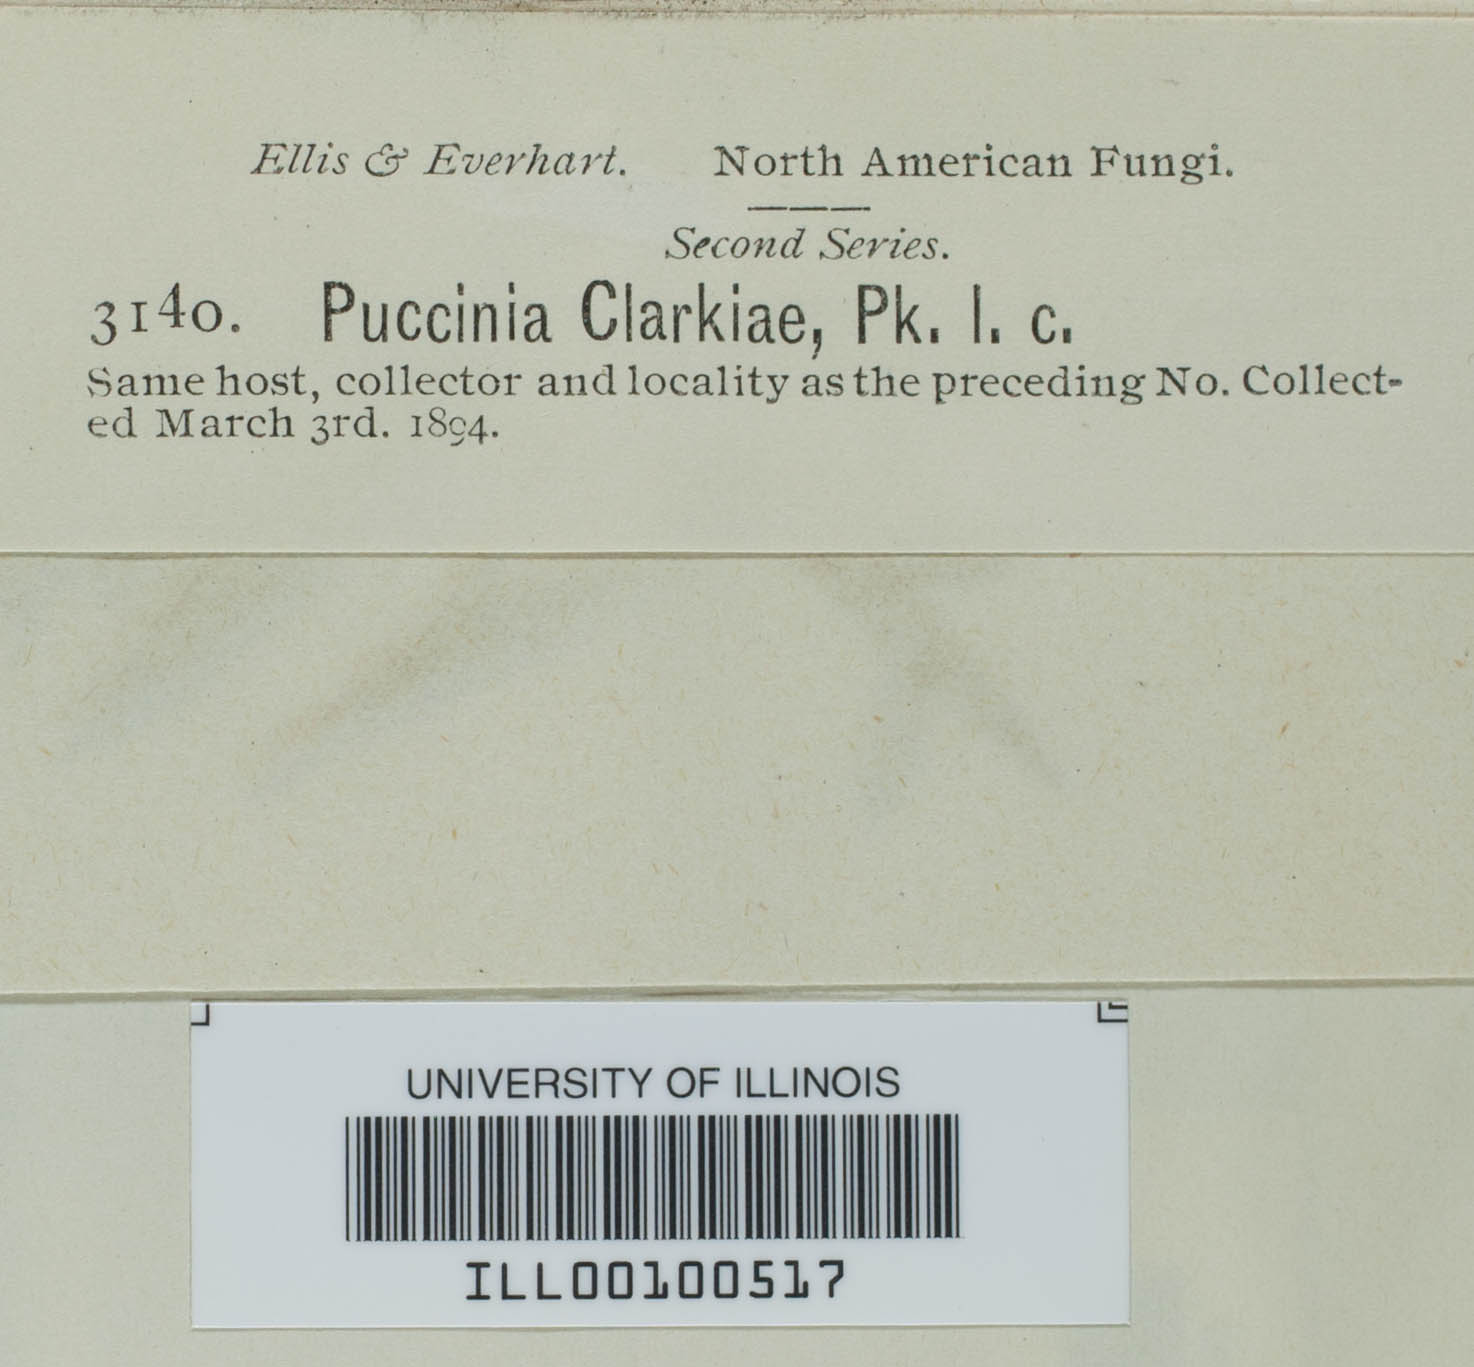 Ellis & Everhart. North American Fungi.
Second Series.
3140. Puccinia Clarkiae, Pk. l. c.
Same host, collector and locality as the preceding No. Collect-
ed March 3rd. 1894.
UNIVERSITY OF ILLINOIS
ILL00100517